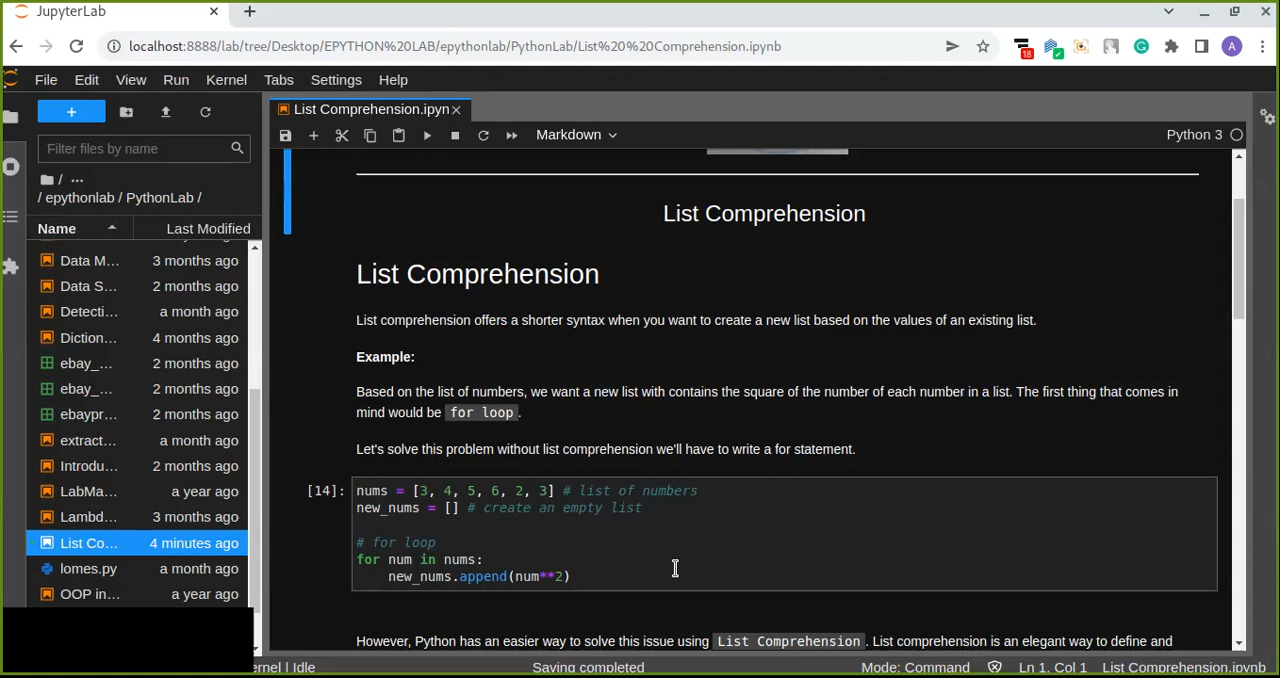 JupyterLab
localhost:8888/lab/tree/Desktop/EPYTHON%20LAB/epythonlab/PythonLab/List%20%20Comprehension.ipynb
18
A
File Edit View Run Kernel Tabs Settings Help
List Comprehension.ipyn
Markdown
Python 3
Filter files by name
/ ...
/ epythonlab / PythonLab /
Name Last Modified
Data M... 3 months ago
Data S... 2 months ago
Detecti... a month ago
Diction... 4 months ago
ebay_... 2 months ago
ebay_... 2 months ago
ebaypr... 2 months ago
extract... a month ago
Introdu... 2 months ago
LabMa... a year ago
Lambd... 3 months ago
List Co... 4 minutes ago
lomes.py a month ago
OOP in... a year ago
List Comprehension
List Comprehension
List comprehension offers a shorter syntax when you want to create a new list based on the values of an existing list.
Example:
Based on the list of numbers, we want a new list with contains the square of the number of each number in a list. The first thing that comes in
mind would be for loop.
Let's solve this problem without list comprehension we'll have to write a for statement.
[14]: nums = [3, 4, 5, 6, 2, 3] # list of numbers
new_nums = [] # create an empty list
# for loop
for num in nums:
    new_nums.append(num**2)
However, Python has an easier way to solve this issue using List Comprehension. List comprehension is an elegant way to define and
ernel | Idle Saving completed Mode: Command Ln 1, Col 1 List Comprehension.ipynb